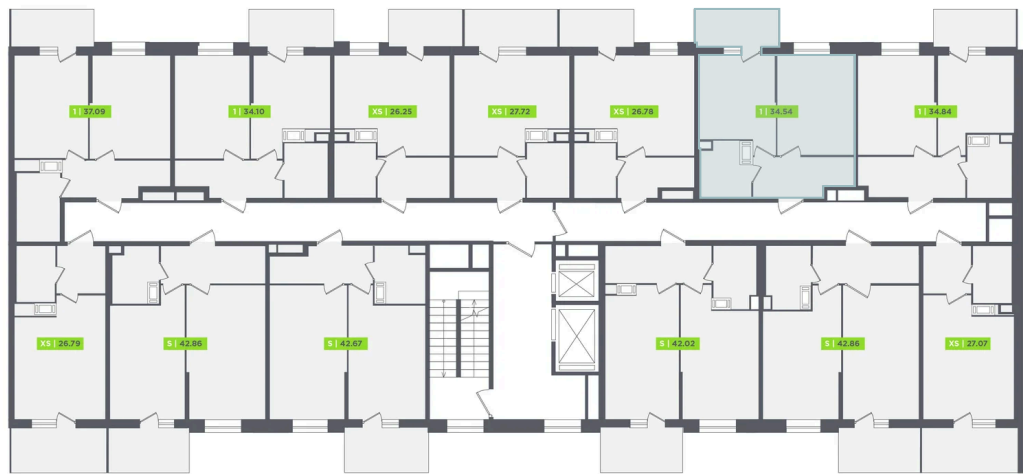 1 | 37.09
1 | 34.10
XS | 26.25
XS | 27.72
XS | 26.78
1 | 34.54
1 | 34.84
XS | 26.79
S | 42.86
S | 42.67
S | 42.02
S | 42.86
XS | 27.07